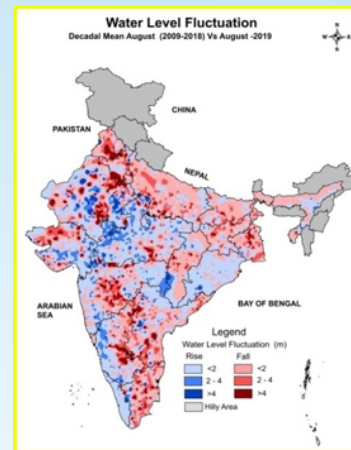 Water Level Fluctuation
Decadal Mean August (2009-2018) Vs August -2019
N
W E
S
CHINA
PAKISTAN
NEPAL
ARABIAN
SEA
BAY OF BENGAL
Legend
Water Level Fluctuation (m)
Rise Fall
<2 <2
2 - 4 2 - 4
>4 >4
Hilly Area